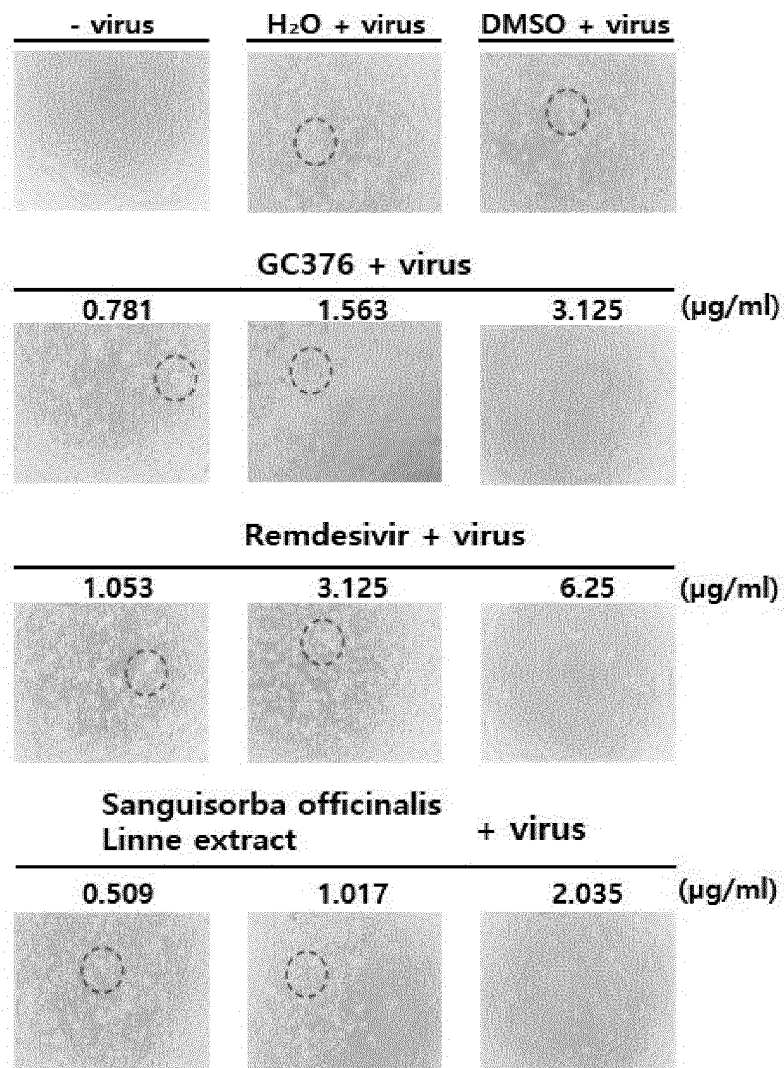 - virus H₂O + virus DMSO + virus
GC376 + virus
0.781 1.563 3.125 (µg/ml)
Remdesivir + virus
1.053 3.125 6.25 (µg/ml)
Sanguisorba officinalis
Linne extract + virus
0.509 1.017 2.035 (µg/ml)